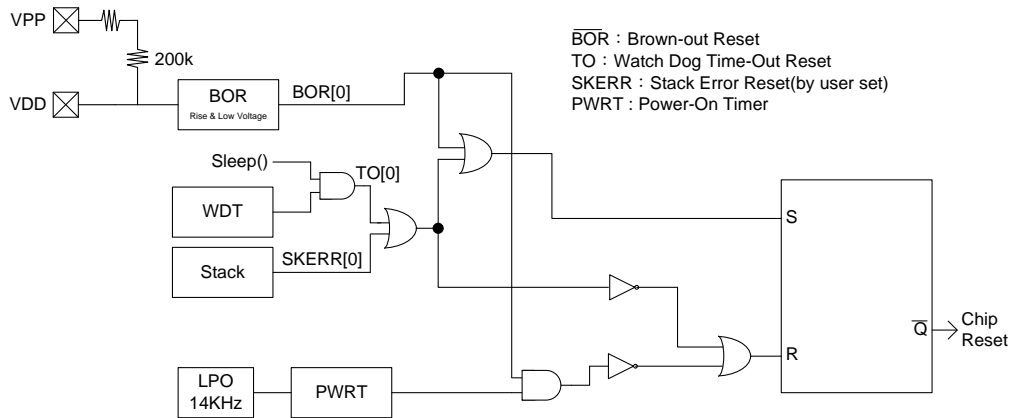 VPP
200k
VDD
BOR
Rise & Low Voltage
BOR[0]
BOR：Brown-out Reset
TO：Watch Dog Time-Out Reset
SKERR：Stack Error Reset(by user set)
PWRT : Power-On Timer
Sleep()
TO[0]
WDT
Stack
SKERR[0]
S
R
Q
Chip
Reset
LPO
14KHz
PWRT